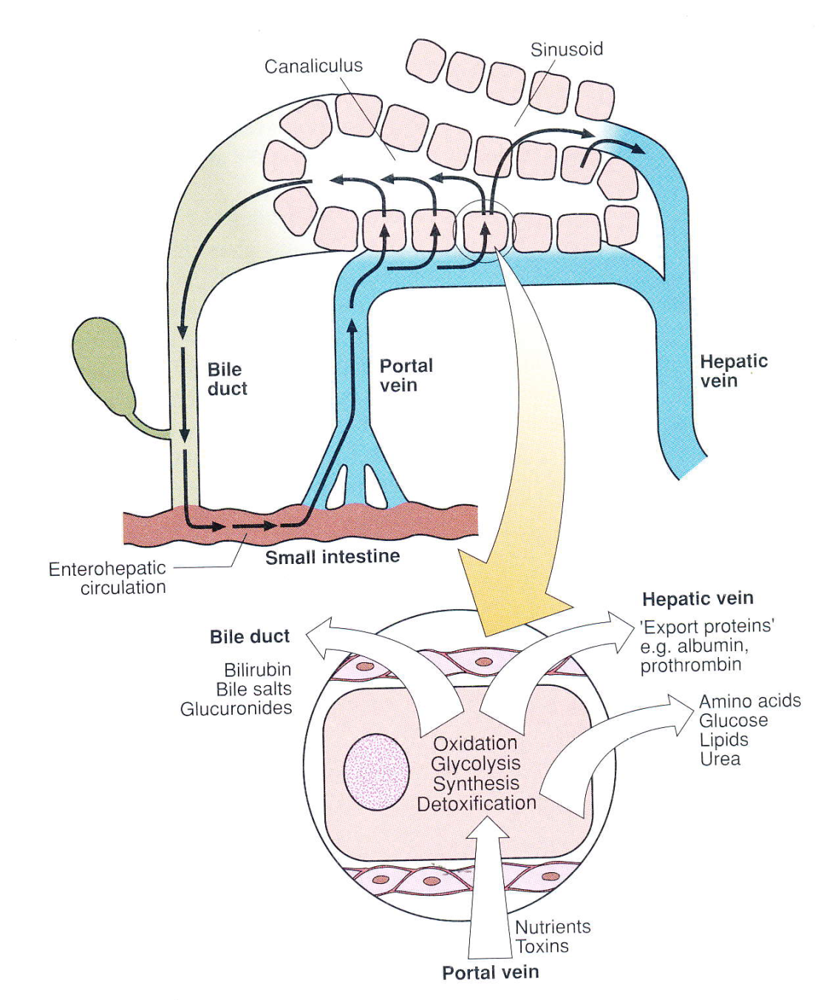 Sinusoid
Canaliculus
Bile
duct
Portal
vein
Hepatic
vein
Small intestine
Enterohepatic
circulation
Hepatic vein
'Export proteins'
e.g. albumin,
prothrombin
Bile duct
Bilirubin
Bile salts
Glucuronides
Amino acids
Glucose
Lipids
Urea
Oxidation
Glycolysis
Synthesis
Detoxification
Nutrients
Toxins
Portal vein